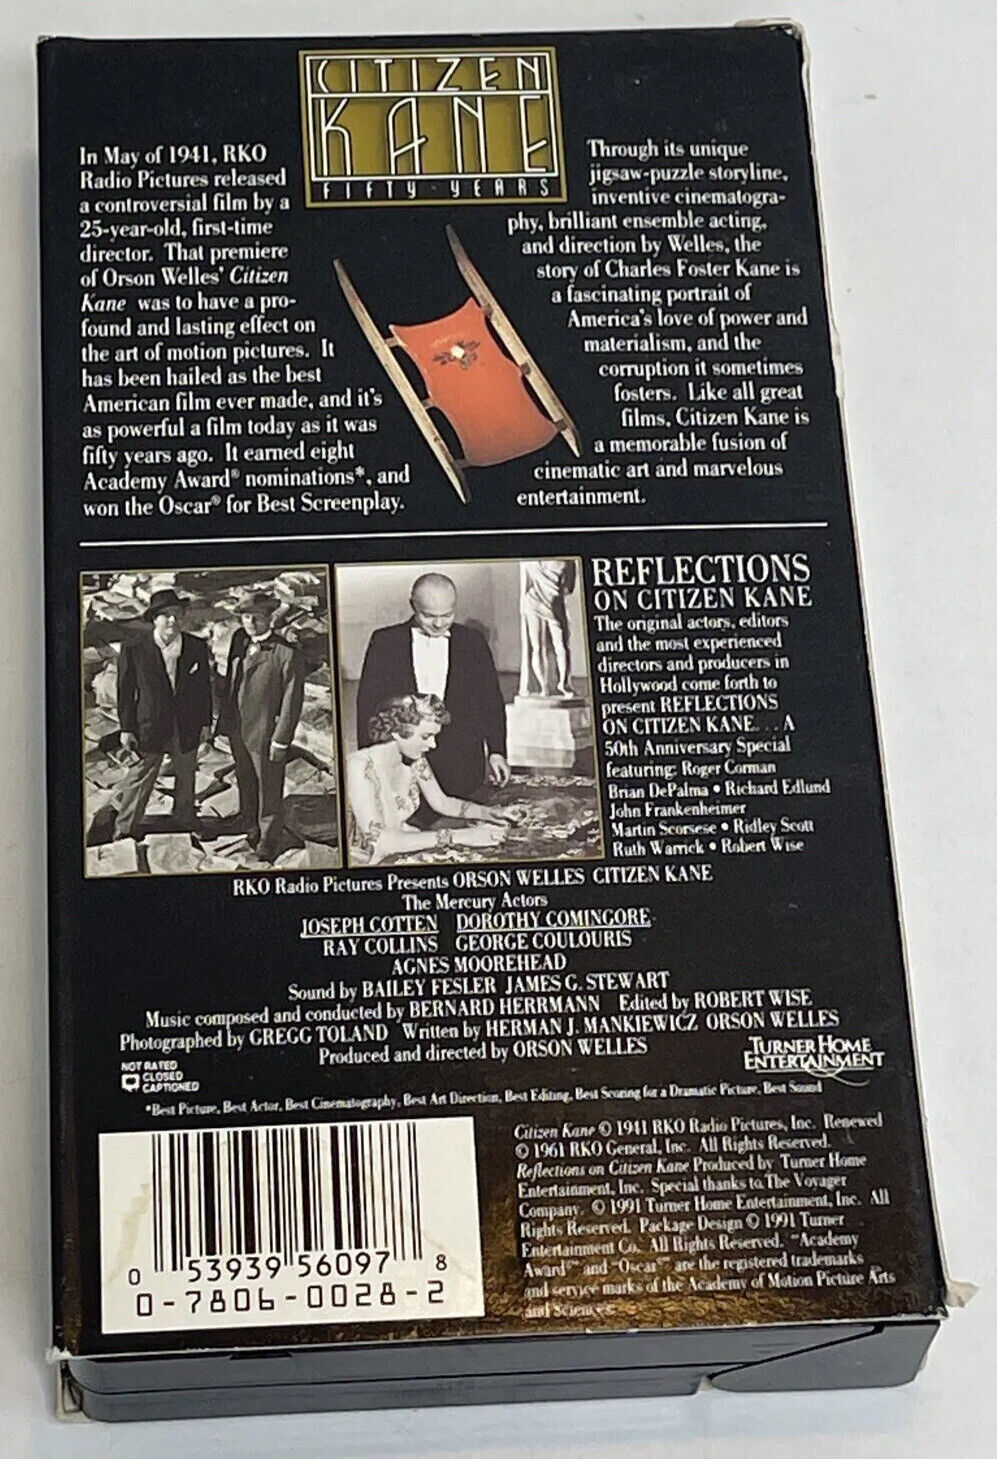 CITIZEN
KANE
FIFTY·YEARS
In May of 1941, RKO
Radio Pictures released
a controversial film by a
25-year-old, first-time
director. That premiere
of Orson Welles' Citizen
Kane was to have a pro-
found and lasting effect on
the art of motion pictures. It
has been hailed as the best
American film ever made, and it's
as powerful a film today as it was
fifty years ago. It earned eight
Academy Award® nominations*, and
won the Oscar® for Best Screenplay.
Through its unique
jigsaw-puzzle storyline,
inventive cinematogra-
phy, brilliant ensemble acting,
and direction by Welles, the
story of Charles Foster Kane is
a fascinating portrait of
America's love of power and
materialism, and the
corruption it sometimes
fosters. Like all great
films, Citizen Kane is
a memorable fusion of
cinematic art and marvelous
entertainment.
REFLECTIONS
ON CITIZEN KANE
The original actors, editors
and the most experienced
directors and producers in
Hollywood come forth to
present REFLECTIONS
ON CITIZEN KANE. . .A
50th Anniversary Special
featuring: Roger Corman
Brian DePalma • Richard Edlund
John Frankenheimer
Martin Scorsese • Ridley Scott
Ruth Warrick • Robert Wise
RKO Radio Pictures Presents ORSON WELLES CITIZEN KANE
The Mercury Actors
JOSEPH COTTEN DOROTHY COMINGORE
RAY COLLINS GEORGE COULOURIS
AGNES MOOREHEAD
Sound by BAILEY FESLER JAMES G. STEWART
Music composed and conducted by BERNARD HERRMANN Edited by ROBERT WISE
Photographed by GREGG TOLAND Written by HERMAN J. MANKIEWICZ ORSON WELLES
Produced and directed by ORSON WELLES
NOT RATED
CLOSED
CAPTIONED
TURNER HOME
ENTERTAINMENT
*Best Picture, Best Actor, Best Cinematography, Best Art Direction, Best Editing, Best Scoring for a Dramatic Picture, Best Sound
0 53939 56097 8
0-7806-0028-2
Citizen Kane © 1941 RKO Radio Pictures, Inc. Renewed
© 1961 RKO General, Inc. All Rights Reserved.
Reflections on Citizen Kane Produced by Turner Home
Entertainment, Inc. Special thanks to The Voyager
Company. © 1991 Turner Home Entertainment, Inc. All
Rights Reserved. Package Design © 1991 Turner
Entertainment Co. All Rights Reserved. "Academy
Award" and "Oscar" are the registered trademarks
and service marks of the Academy of Motion Picture Arts
and Sciences